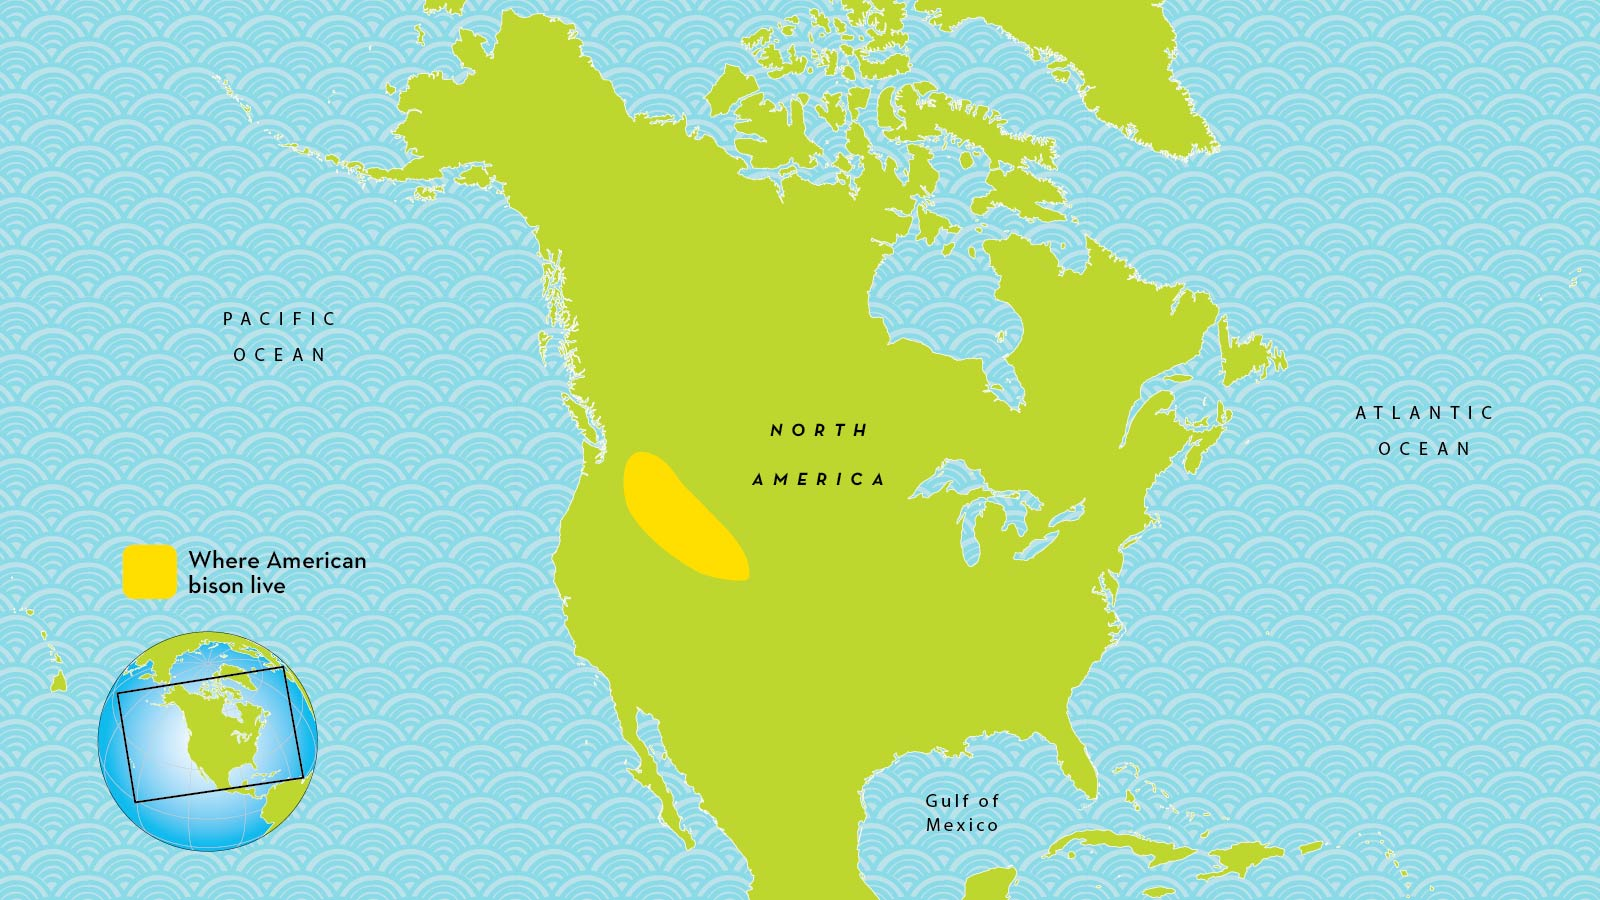 PACIFIC
OCEAN
NORTH
AMERICA
ATLANTIC
OCEAN
Where American
bison live
Gulf of
Mexico